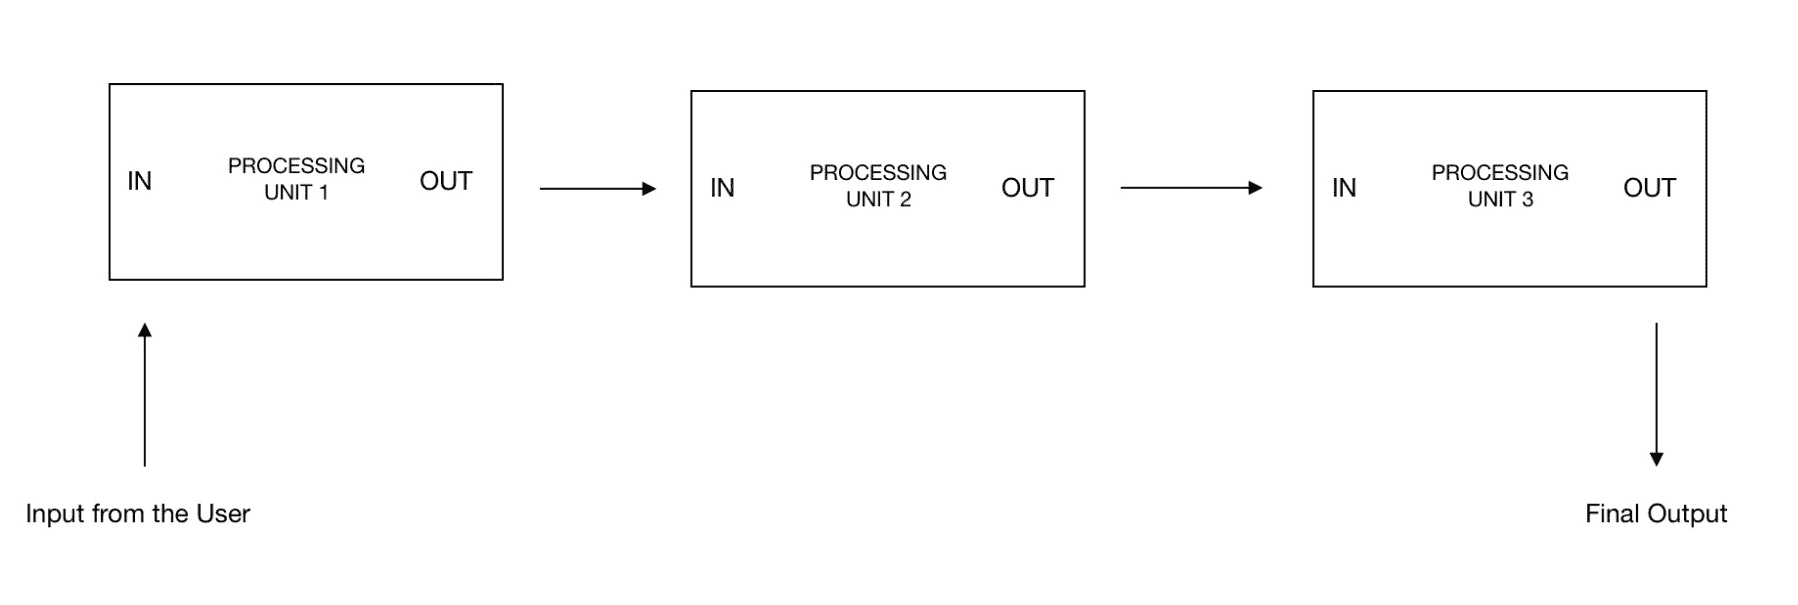 IN
PROCESSING
UNIT 1
OUT
IN
PROCESSING
UNIT 2
OUT
IN
PROCESSING
UNIT 3
OUT
Input from the User
Final Output